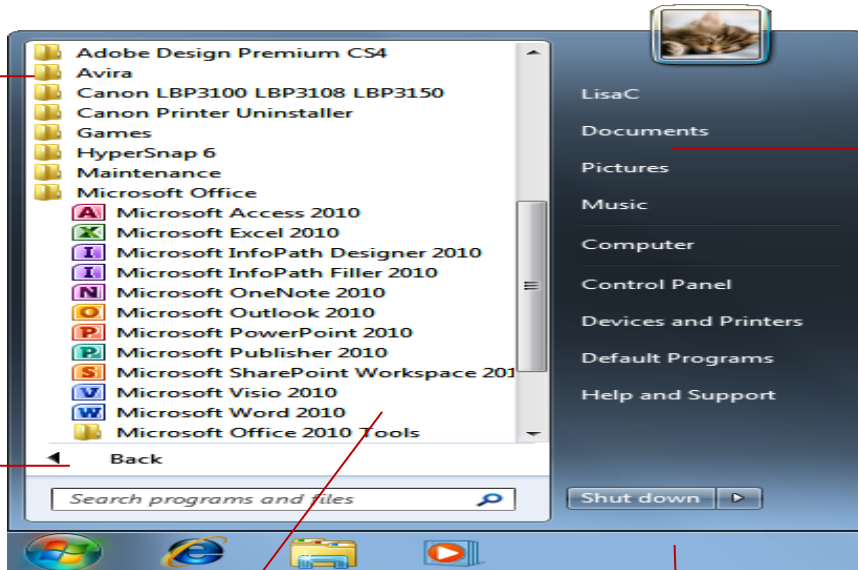 Adobe Design Premium CS4
Avira
Canon LBP3100 LBP3108 LBP3150
Canon Printer Uninstaller
Games
HyperSnap 6
Maintenance
Microsoft Office
Microsoft Access 2010
Microsoft Excel 2010
Microsoft InfoPath Designer 2010
Microsoft InfoPath Filler 2010
Microsoft OneNote 2010
Microsoft Outlook 2010
Microsoft PowerPoint 2010
Microsoft Publisher 2010
Microsoft SharePoint Workspace 201
Microsoft Visio 2010
Microsoft Word 2010
Microsoft Office 2010 Tools
Back
Search programs and files
LisaC
Documents
Pictures
Music
Computer
Control Panel
Devices and Printers
Default Programs
Help and Support
Shut down